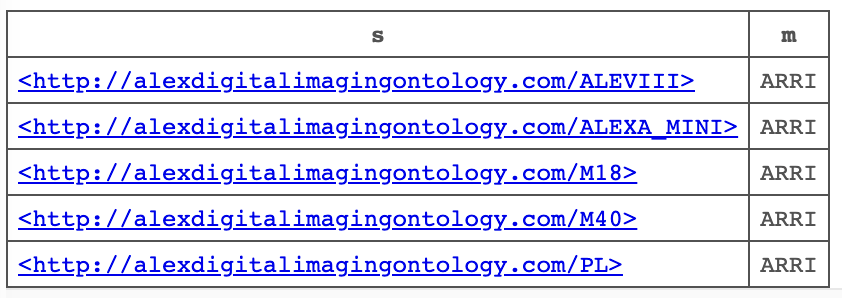 s m
<http://alexdigitalimagingontology.com/ALEVIII> ARRI
<http://alexdigitalimagingontology.com/ALEXA_MINI> ARRI
<http://alexdigitalimagingontology.com/M18> ARRI
<http://alexdigitalimagingontology.com/M40> ARRI
<http://alexdigitalimagingontology.com/PL> ARRI